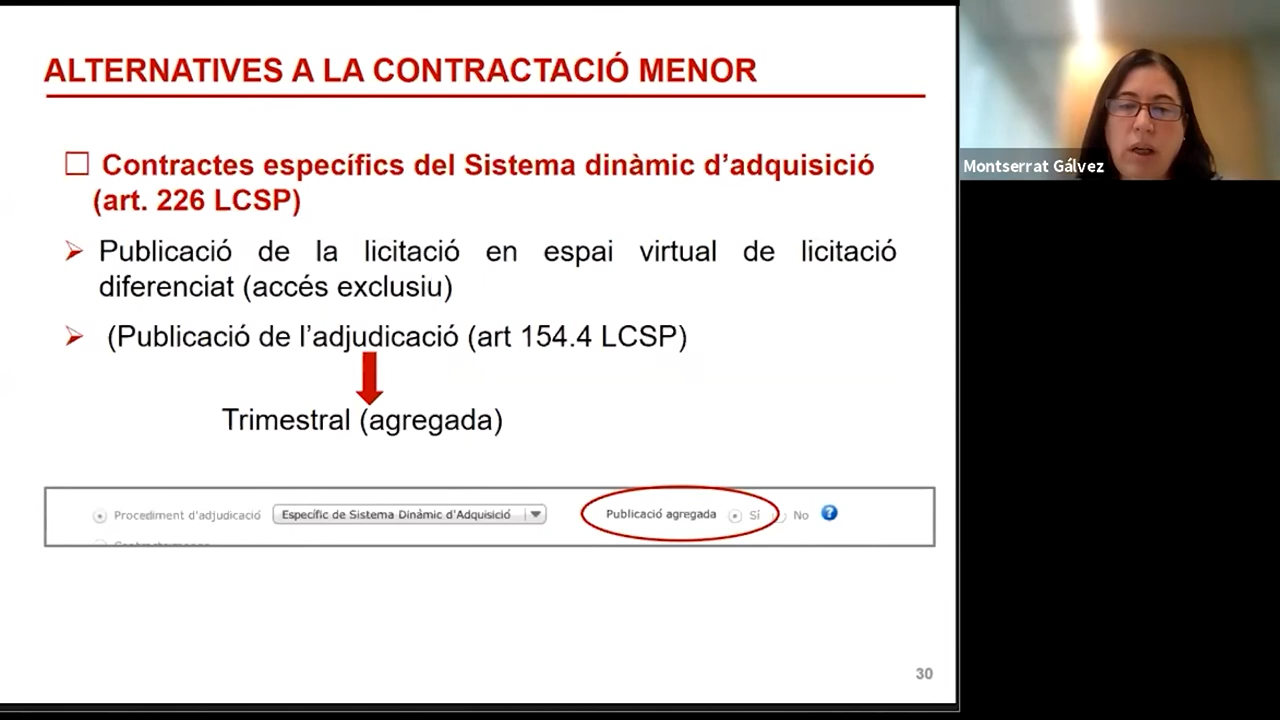 ALTERNATIVES A LA CONTRACTACIÓ MENOR
Contractes específics del Sistema dinàmic d’adquisició
(art. 226 LCSP)
Publicació de la licitació en espai virtual de licitació
diferenciat (accés exclusiu)
(Publicació de l’adjudicació (art 154.4 LCSP)
Trimestral (agregada)
Procediment d'adjudicació Específic de Sistema Dinàmic d'Adquisició Publicació agregada Sí No ?
30
Montserrat Gálvez